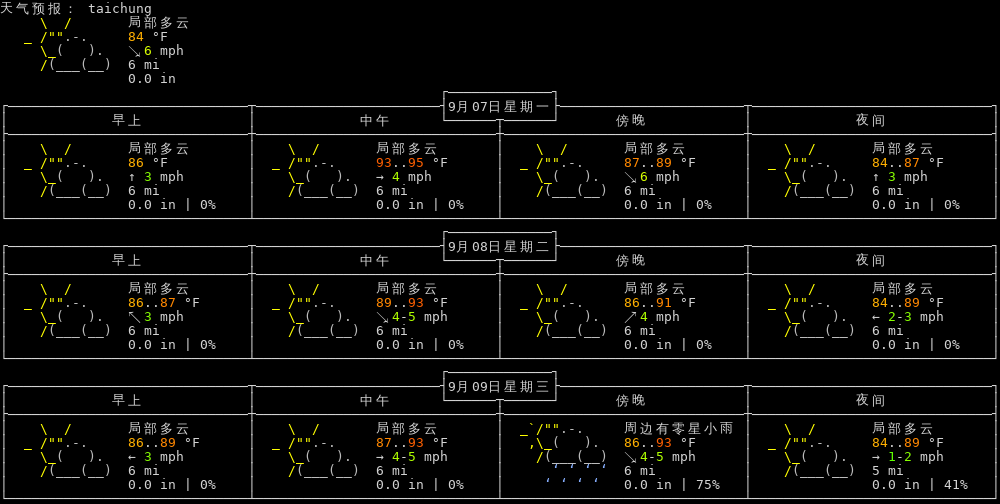 天气预报： taichung
局部多云
84 °F
↘6 mph
6 mi
0.0 in
9月07日星期一
早上 中午 傍晚 夜间
局部多云 局部多云 局部多云 局部多云
86 °F 93..95 °F 87..89 °F 84..87 °F
↑ 3 mph → 4 mph ↘6 mph ↑ 3 mph
6 mi 6 mi 6 mi 6 mi
0.0 in | 0% 0.0 in | 0% 0.0 in | 0% 0.0 in | 0%
9月08日星期二
早上 中午 傍晚 夜间
局部多云 局部多云 局部多云 局部多云
86..87 °F 89..93 °F 86..91 °F 84..89 °F
↖3 mph ↘4-5 mph ↗4 mph ← 2-3 mph
6 mi 6 mi 6 mi 6 mi
0.0 in | 0% 0.0 in | 0% 0.0 in | 0% 0.0 in | 0%
9月09日星期三
早上 中午 傍晚 夜间
局部多云 局部多云 周边有零星小雨 局部多云
86..89 °F 87..93 °F 86..93 °F 84..89 °F
← 3 mph → 4-5 mph ↘4-5 mph → 1-2 mph
6 mi 6 mi 6 mi 5 mi
0.0 in | 0% 0.0 in | 0% 0.0 in | 75% 0.0 in | 41%